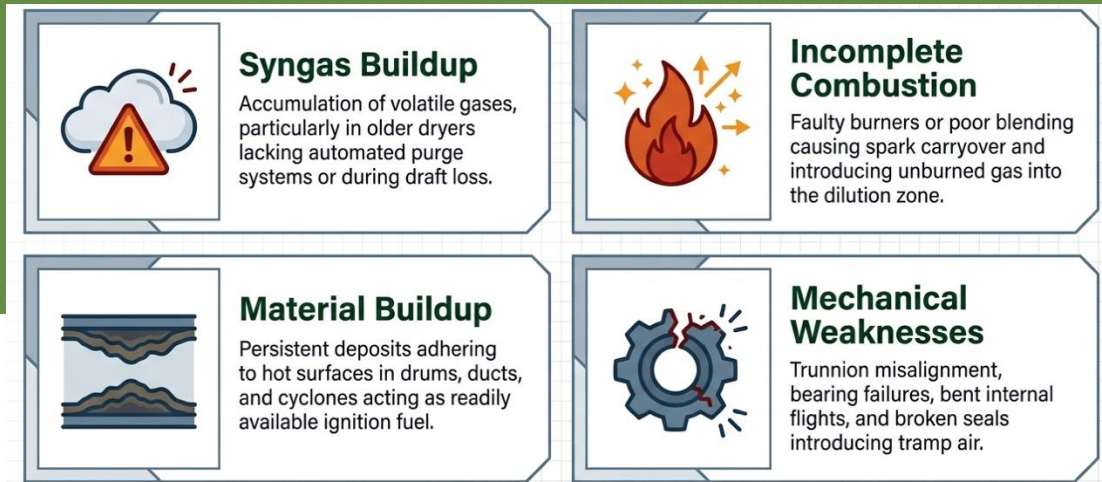 Syngas Buildup
Accumulation of volatile gases,
particularly in older dryers
lacking automated purge
systems or during draft loss.
Incomplete
Combustion
Faulty burners or poor blending
causing spark carryover and
introducing unburned gas into
the dilution zone.
Material Buildup
Persistent deposits adhering
to hot surfaces in drums, ducts,
and cyclones acting as readily
available ignition fuel.
Mechanical
Weaknesses
Trunnion misalignment,
bearing failures, bent internal
flights, and broken seals
introducing tramp air.